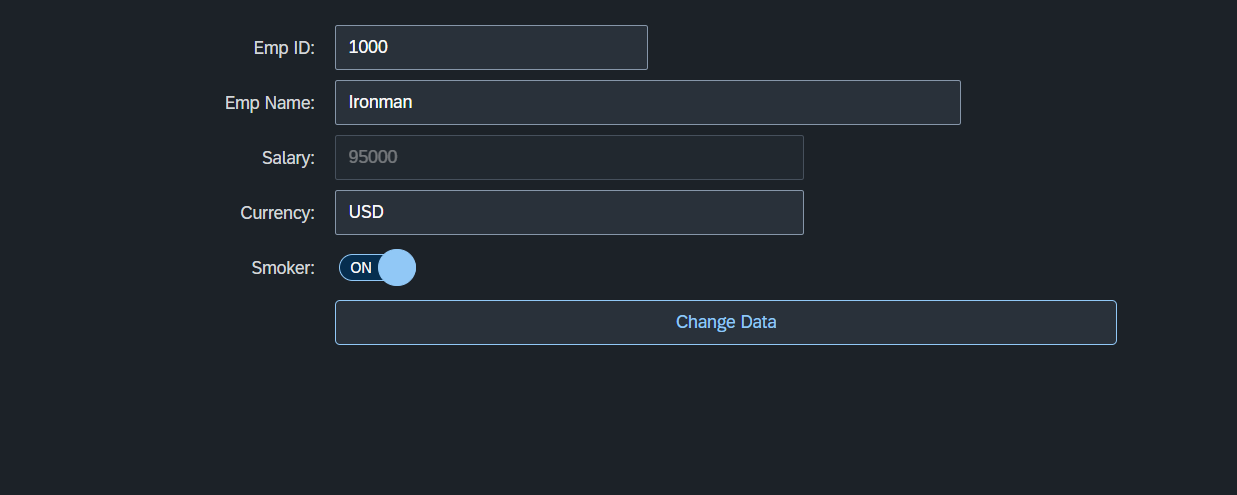 Emp ID: 1000
Emp Name: Ironman
Salary: 95000
Currency: USD
Smoker: ON
Change Data